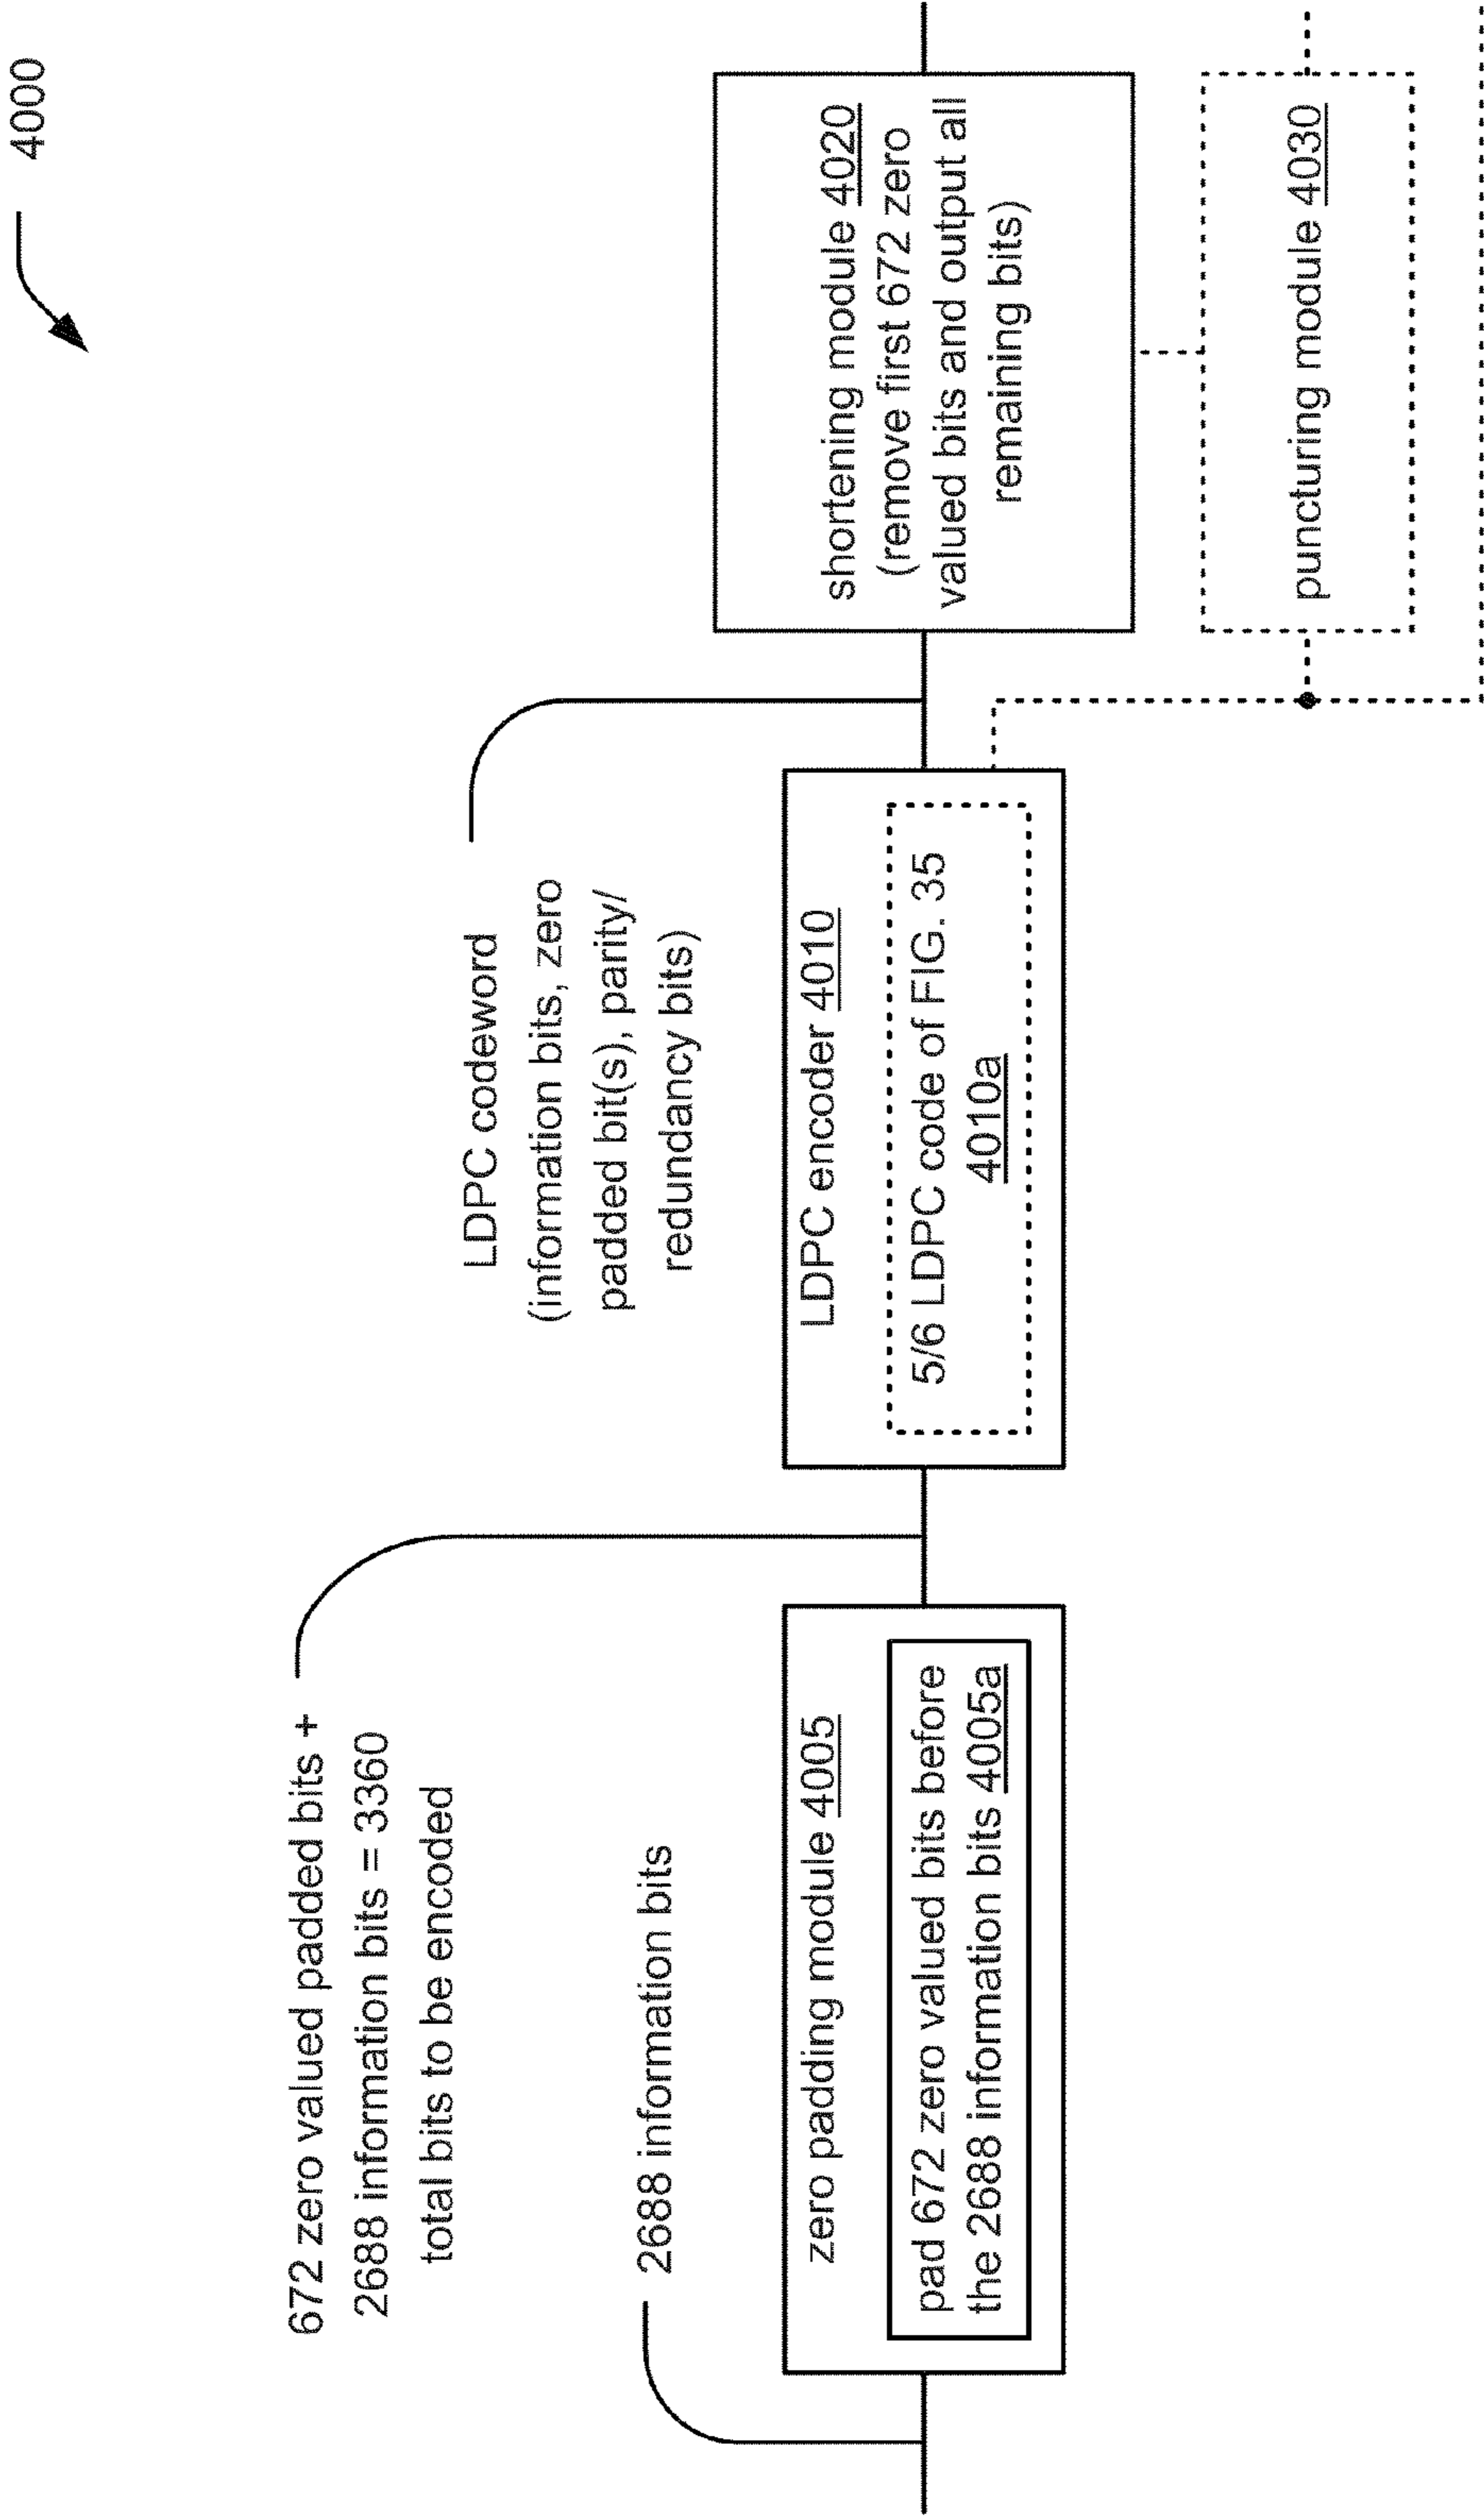 4000
672 zero valued padded bits +
2688 information bits = 3360
total bits to be encoded
2688 information bits
zero padding module 4005
pad 672 zero valued bits before
the 2688 information bits 4005a
LDPC codeword
(information bits, zero
padded bit(s), parity/
redundancy bits)
LDPC encoder 4010
5/6 LDPC code of FIG. 35
4010a
shortening module 4020
(remove first 672 zero
valued bits and output all
remaining bits)
puncturing module 4030